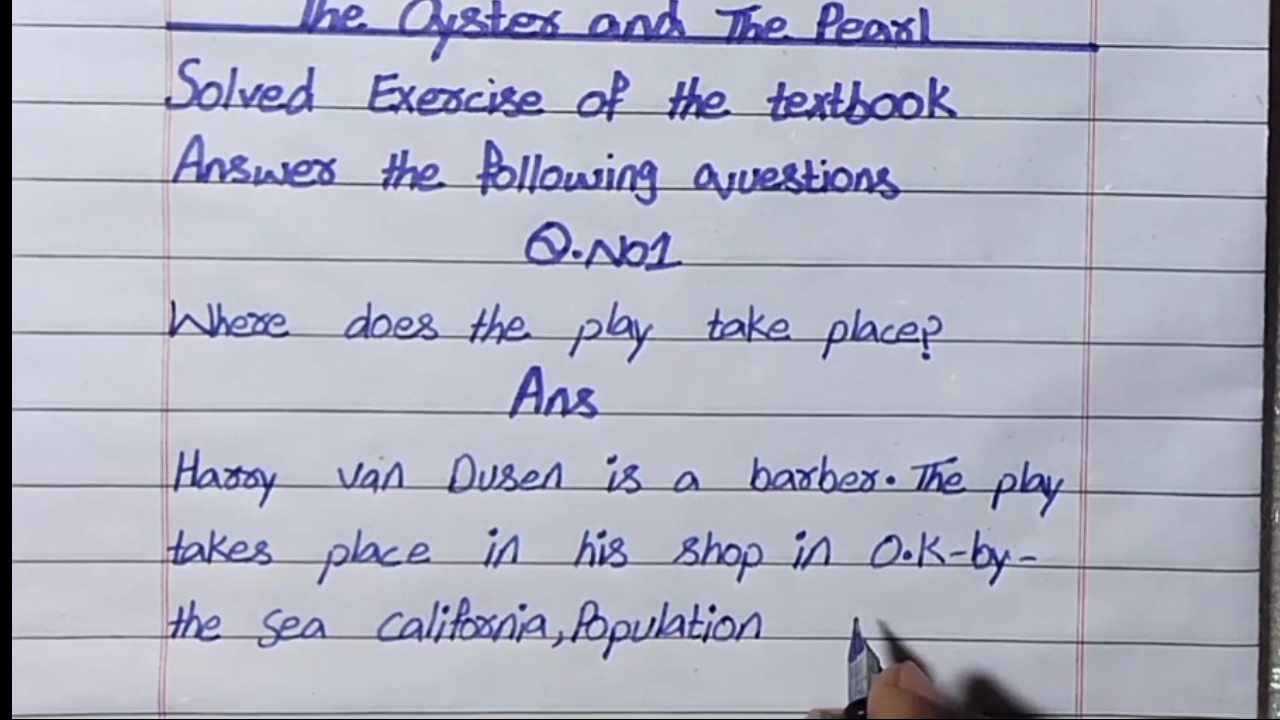 The Oyster and The Pearl
Solved Exercise of the textbook
Answer the following questions
Q.No1
Where does the play take place?
Ans
Harry van Dusen is a barber. The play
takes place in his shop in O.K-by-
the sea california, Population